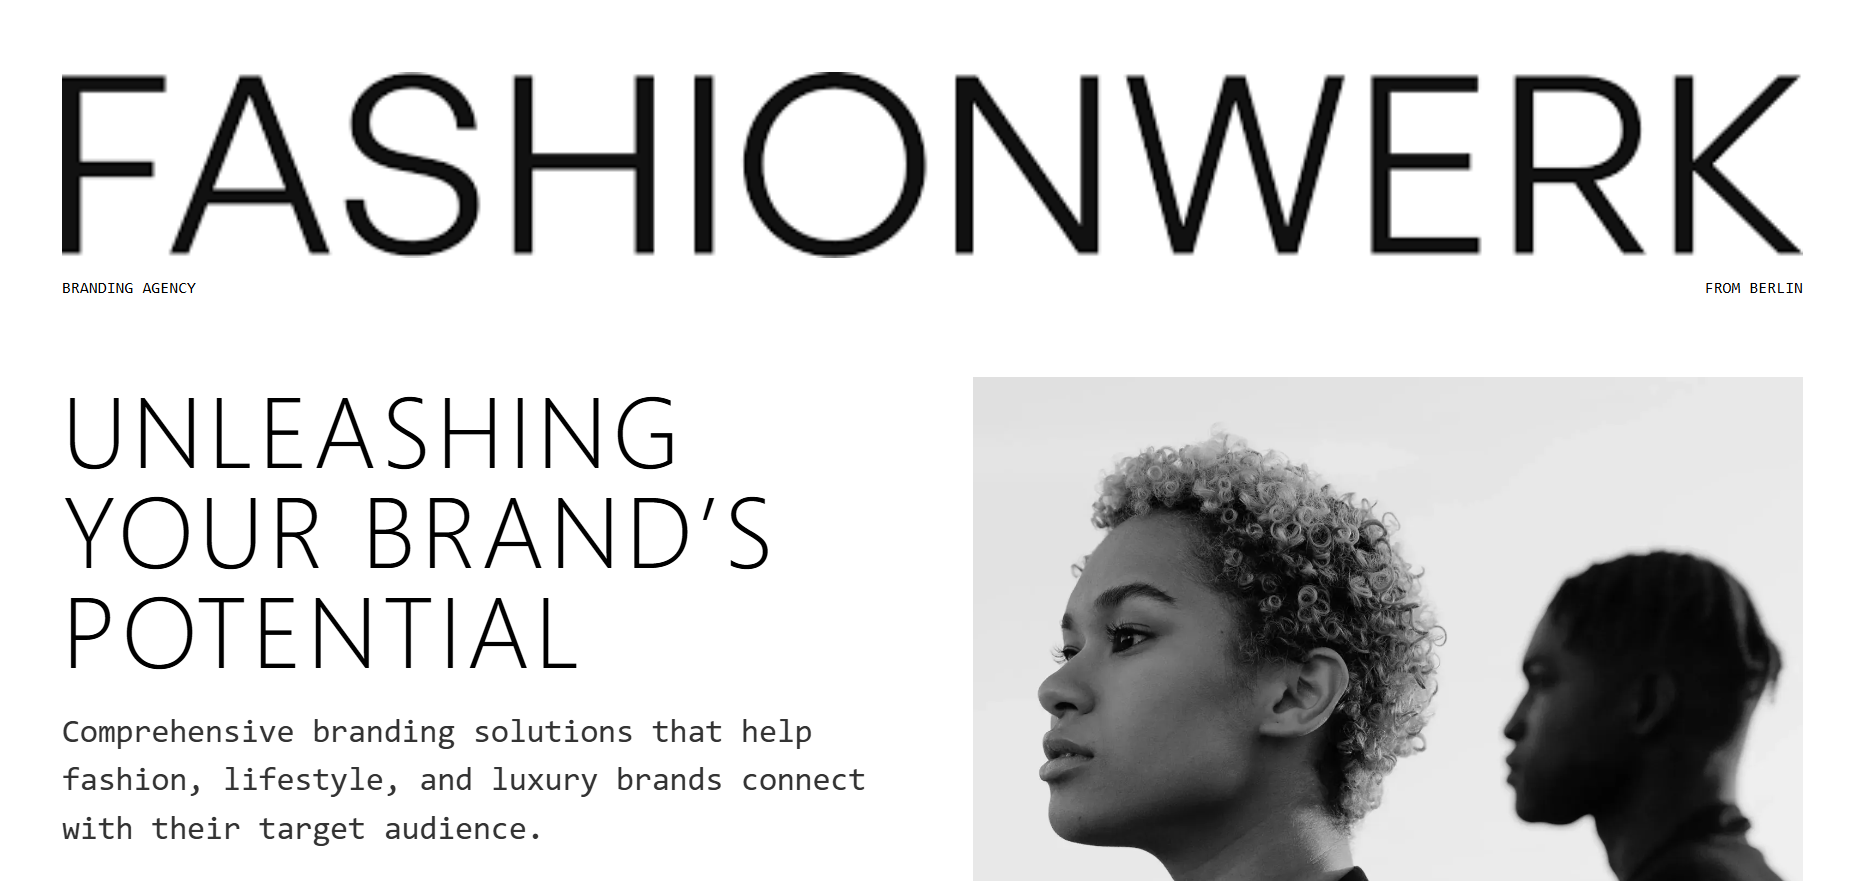 FASHIONWERK
BRANDING AGENCY
FROM BERLIN
UNLEASHING
YOUR BRAND’S
POTENTIAL
Comprehensive branding solutions that help
fashion, lifestyle, and luxury brands connect
with their target audience.